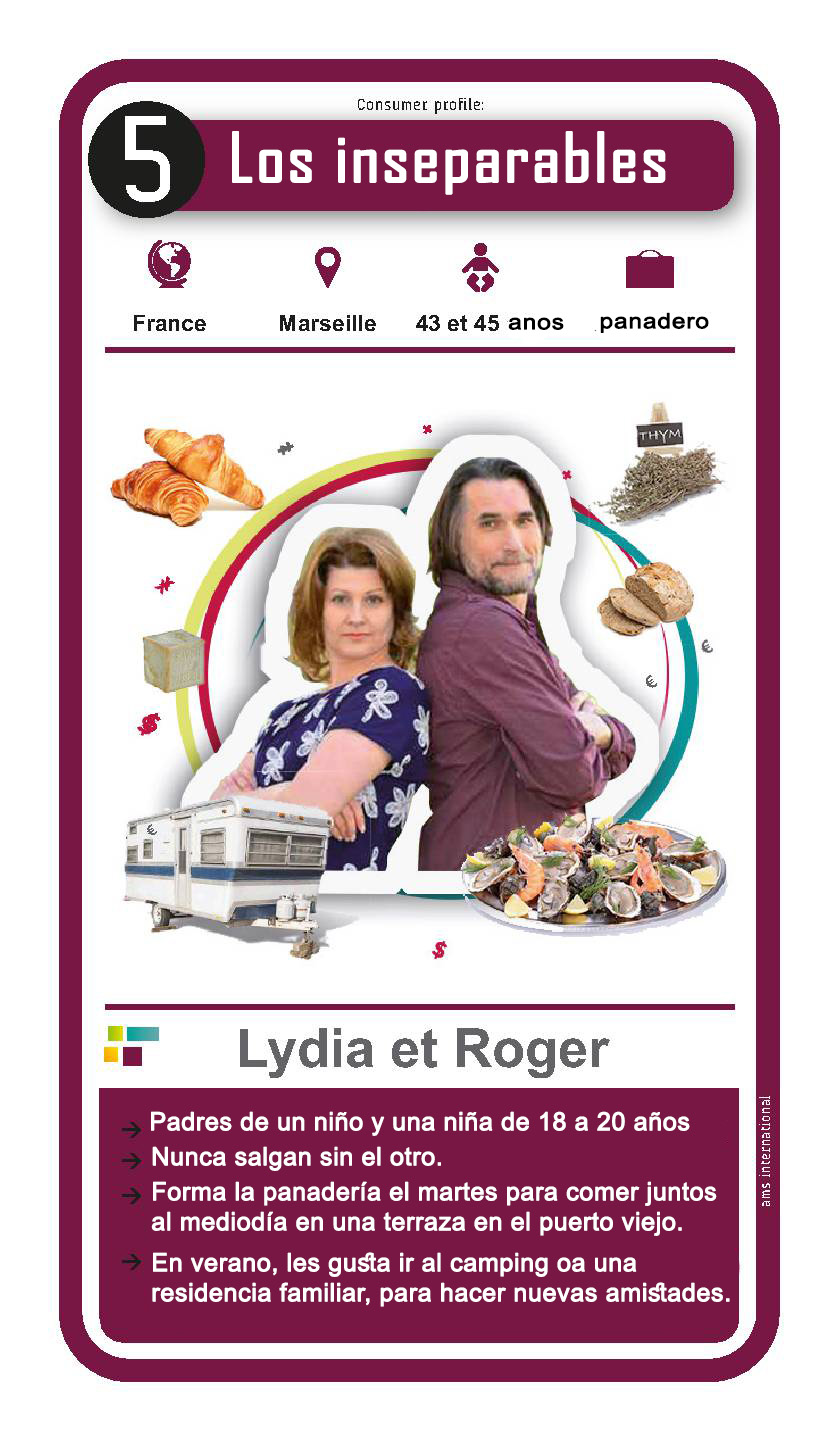 Consumer profile:
5
Los inseparables
France
Marseille
43 et 45 anos
panadero
THYM
Lydia et Roger
→ Padres de un niño y una niña de 18 a 20 años
→ Nunca salgan sin el otro.
→ Forma la panadería el martes para comer juntos
al mediodía en una terraza en el puerto viejo.
→ En verano, les gusta ir al camping oa una
residencia familiar, para hacer nuevas amistades.
ams international